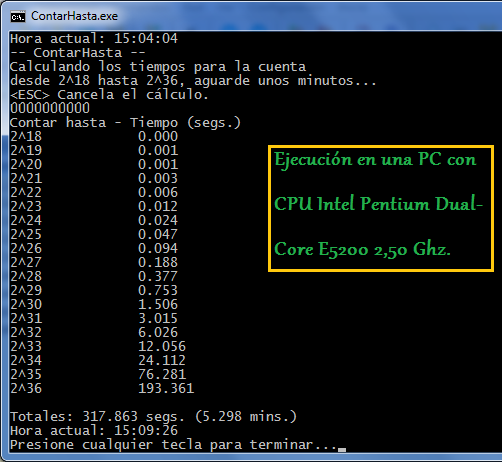 ContarHasta.exe
Hora actual: 15:04:04
-- ContarHasta --
Calculando los tiempos para la cuenta
desde 2^18 hasta 2^36, aguarde unos minutos...
<ESC> Cancela el cálculo.
0000000000
Contar hasta - Tiempo (segs.)
2^18 0.000
2^19 0.001
2^20 0.001
2^21 0.003
2^22 0.006
2^23 0.012
2^24 0.024
2^25 0.047
2^26 0.094
2^27 0.188
2^28 0.377
2^29 0.753
2^30 1.506
2^31 3.015
2^32 6.026
2^33 12.056
2^34 24.112
2^35 76.281
2^36 193.361
Totales: 317.863 segs. (5.298 mins.)
Hora actual: 15:09:26
Presione cualquier tecla para terminar..._
Ejecución en una PC con
CPU Intel Pentium Dual-
Core E5200 2,50 Ghz.